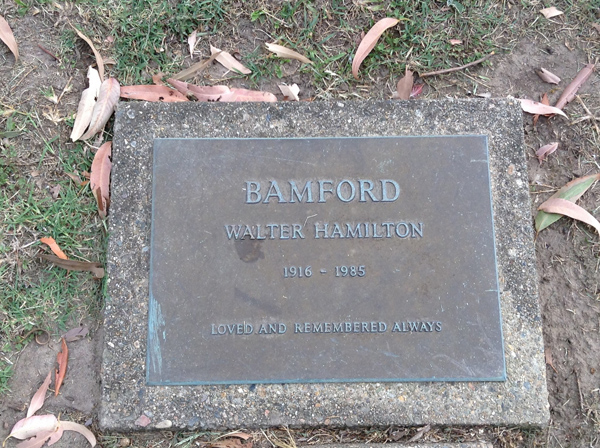 BAMFORD
WALTER HAMILTON
1916 - 1985
LOVED AND REMEMBERED ALWAYS